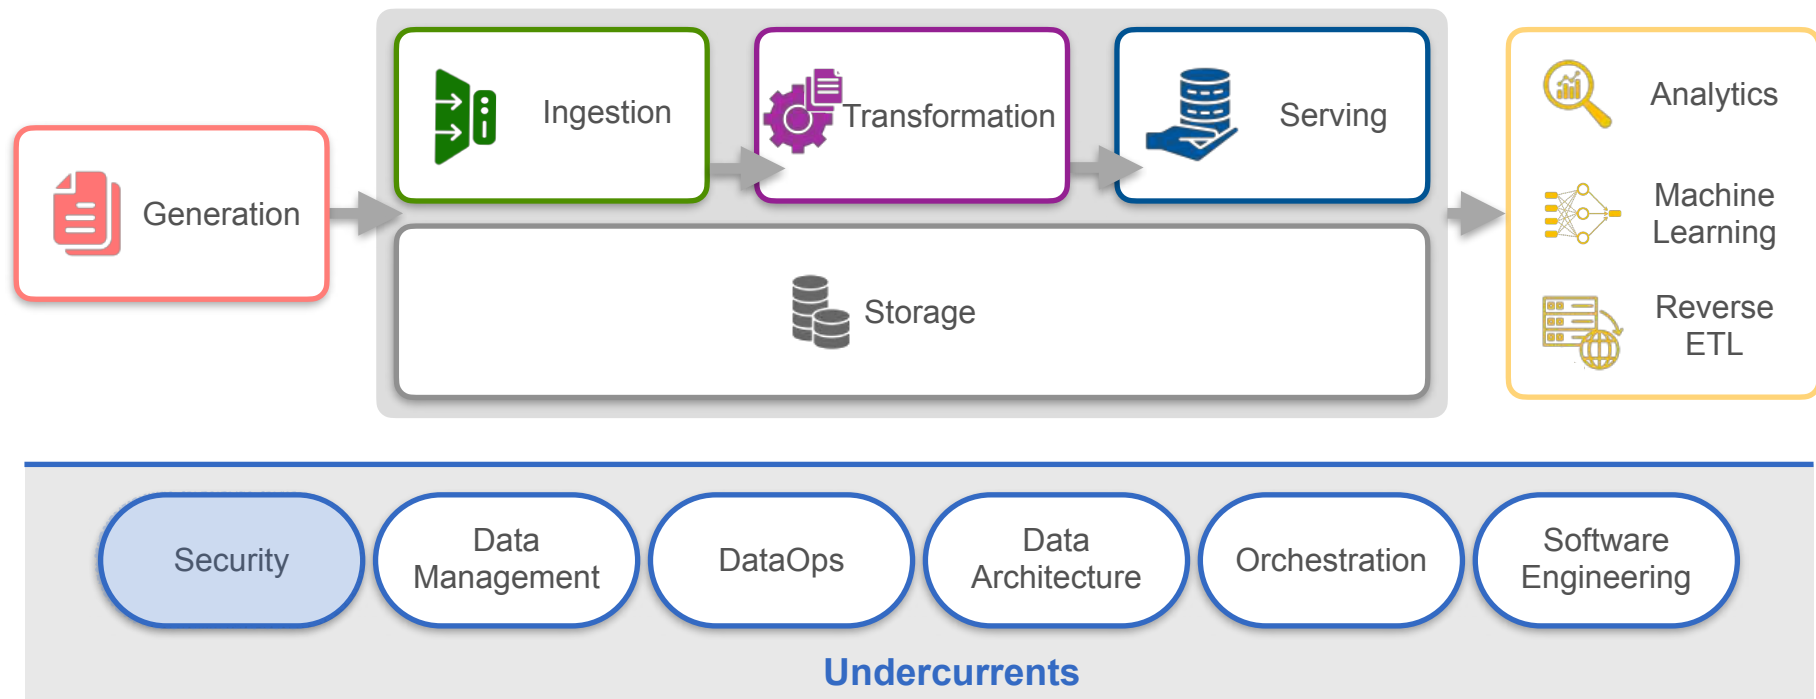 Generation
Ingestion
Transformation
Serving
Storage
Analytics
Machine
Learning
Reverse
ETL
Security
Data
Management
DataOps
Data
Architecture
Orchestration
Software
Engineering
Undercurrents